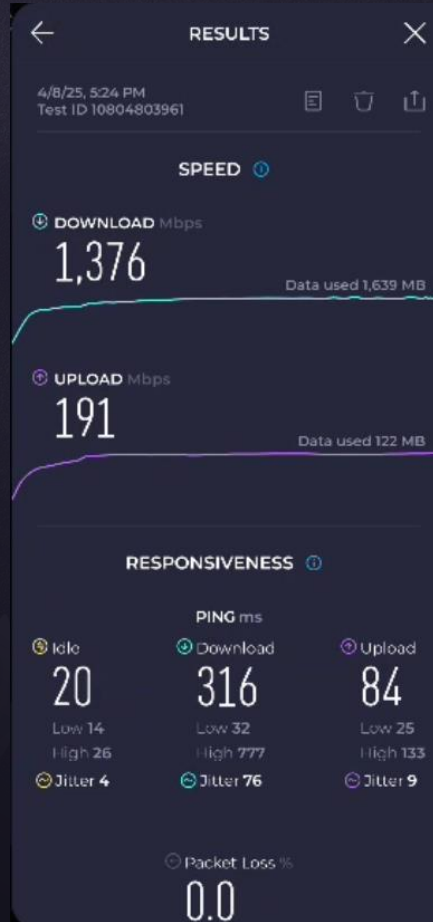 RESULTS
4/8/25, 5:24 PM
Test ID 10804803961
SPEED
DOWNLOAD Mbps
1,376
Data used 1,639 MB
UPLOAD Mbps
191
Data used 122 MB
RESPONSIVENESS
PING ms
Idle Download Upload
20 316 84
Low 14 Low 32 Low 25
High 26 High 777 High 133
Jitter 4 Jitter 76 Jitter 9
Packet Loss %
0.0